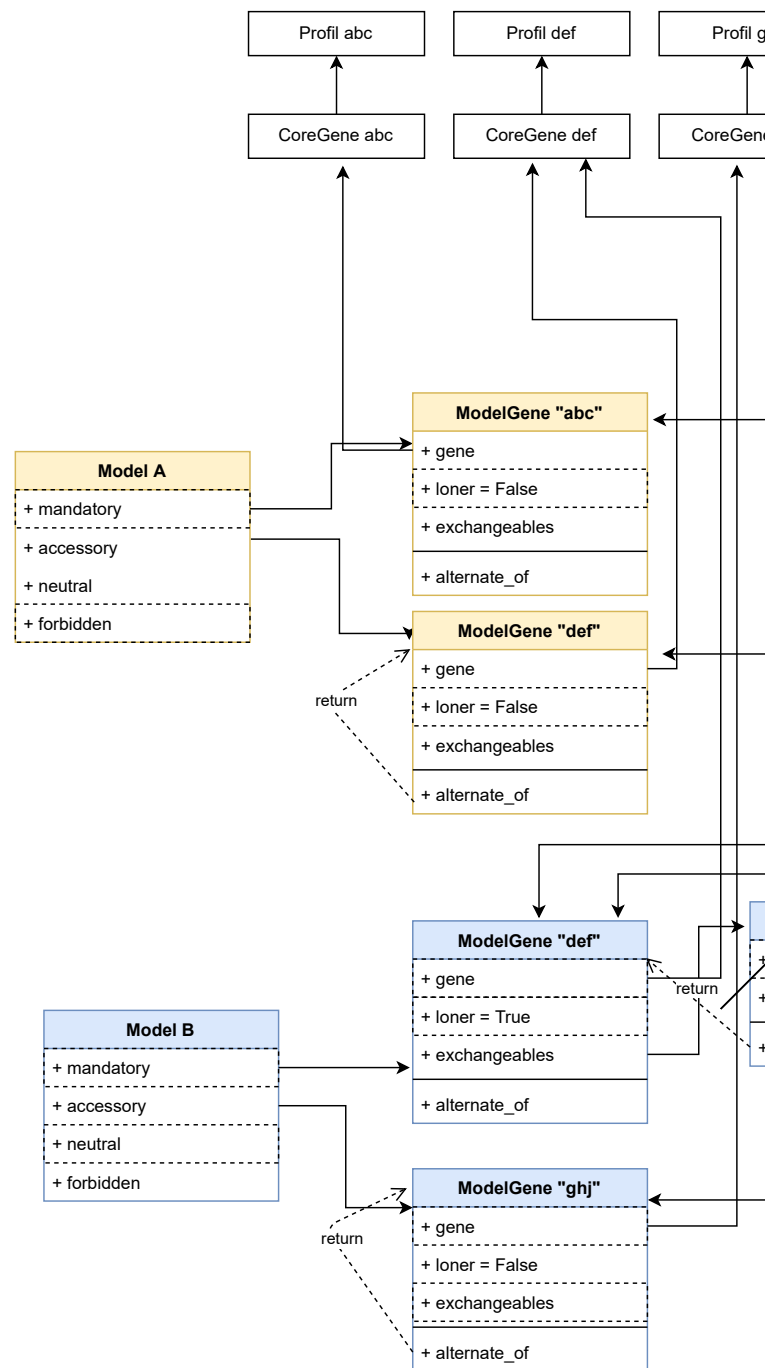 Profil abc
Profil def
Profil g
CoreGene abc
CoreGene def
CoreGene
ModelGene "abc"
+ gene
+ loner = False
+ exchangeables
+ alternate_of
Model A
+ mandatory
+ accessory
+ neutral
+ forbidden
ModelGene "def"
+ gene
+ loner = False
+ exchangeables
+ alternate_of
return
ModelGene "def"
+ gene
+ loner = True
+ exchangeables
+ alternate_of
return
+
+
+
Model B
+ mandatory
+ accessory
+ neutral
+ forbidden
ModelGene "ghj"
+ gene
+ loner = False
+ exchangeables
+ alternate_of
return